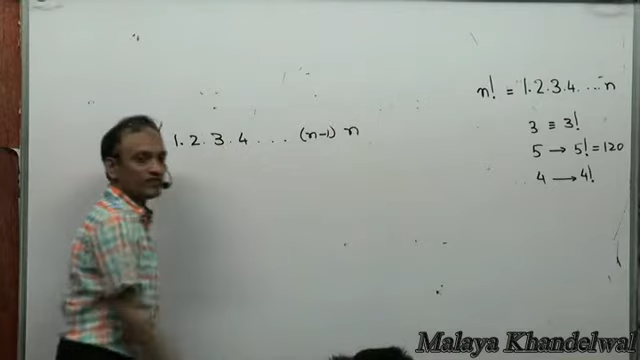 1.2.3.4 ... (n-1) n
n! = 1.2.3.4. ...n
3 ≡ 3!
5 → 5! = 120
4 → 4!
Malaya Khandelwal